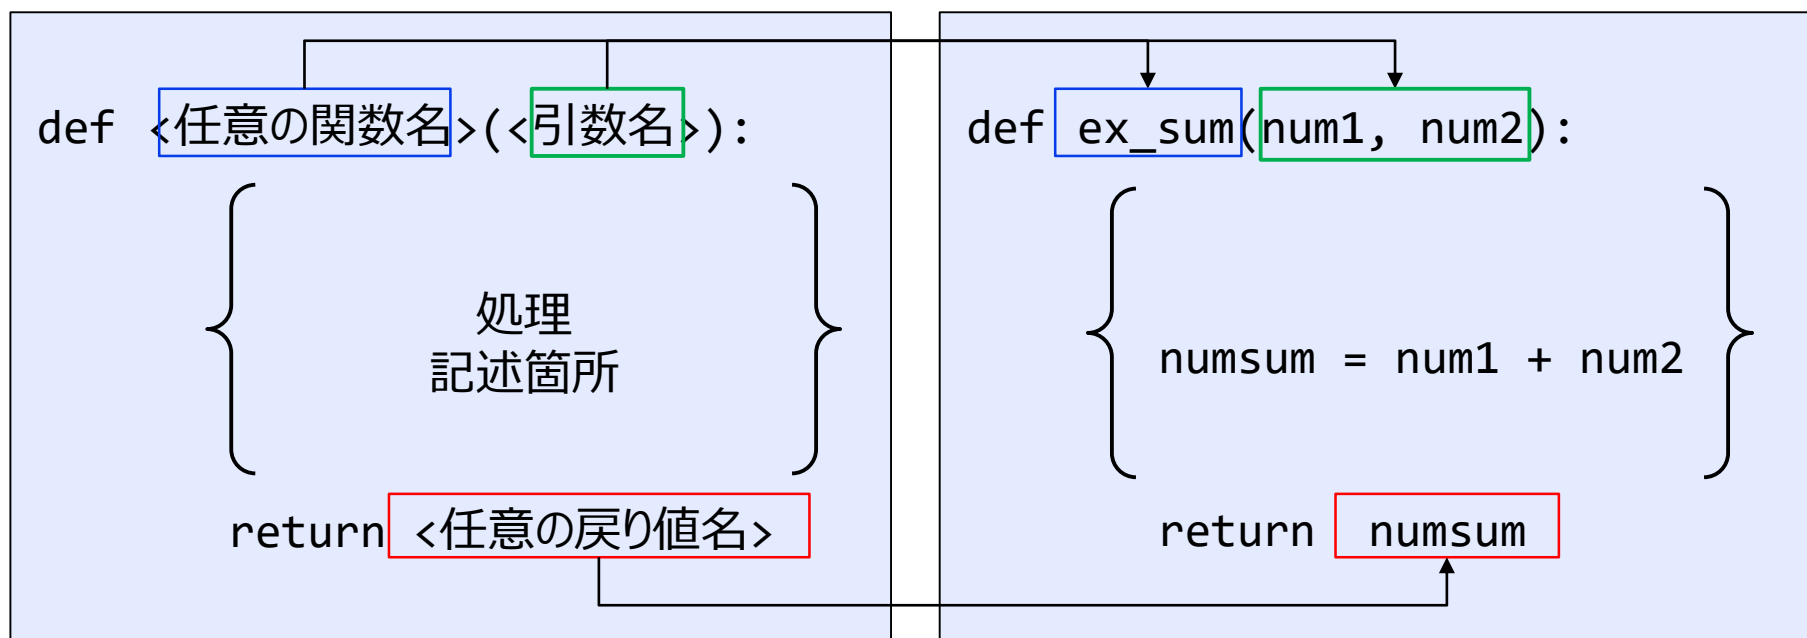 def <任意の関数名>(<引数名>):
処理
記述箇所
return <任意の戻り値名>
def ex_sum(num1, num2):
numsum = num1 + num2
return numsum